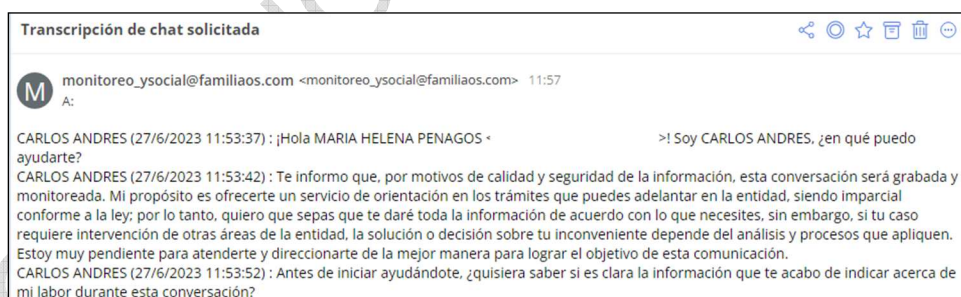 Transcripción de chat solicitada
M
monitoreo_ysocial@familiaos.com <monitoreo_ysocial@familiaos.com> 11:57
A:
CARLOS ANDRES (27/6/2023 11:53:37) : ¡Hola MARIA HELENA PENAGOS < >! Soy CARLOS ANDRES, ¿en qué puedo
ayudarte?
CARLOS ANDRES (27/6/2023 11:53:42) : Te informo que, por motivos de calidad y seguridad de la información, esta conversación será grabada y
monitoreada. Mi propósito es ofrecerte un servicio de orientación en los trámites que puedes adelantar en la entidad, siendo imparcial
conforme a la ley; por lo tanto, quiero que sepas que te daré toda la información de acuerdo con lo que necesites, sin embargo, si tu caso
requiere intervención de otras áreas de la entidad, la solución o decisión sobre tu inconveniente depende del análisis y procesos que apliquen.
Estoy muy pendiente para atenderte y direccionarte de la mejor manera para lograr el objetivo de esta comunicación.
CARLOS ANDRES (27/6/2023 11:53:52) : Antes de iniciar ayudándote, ¿quisiera saber si es clara la información que te acabo de indicar acerca de
mi labor durante esta conversación?